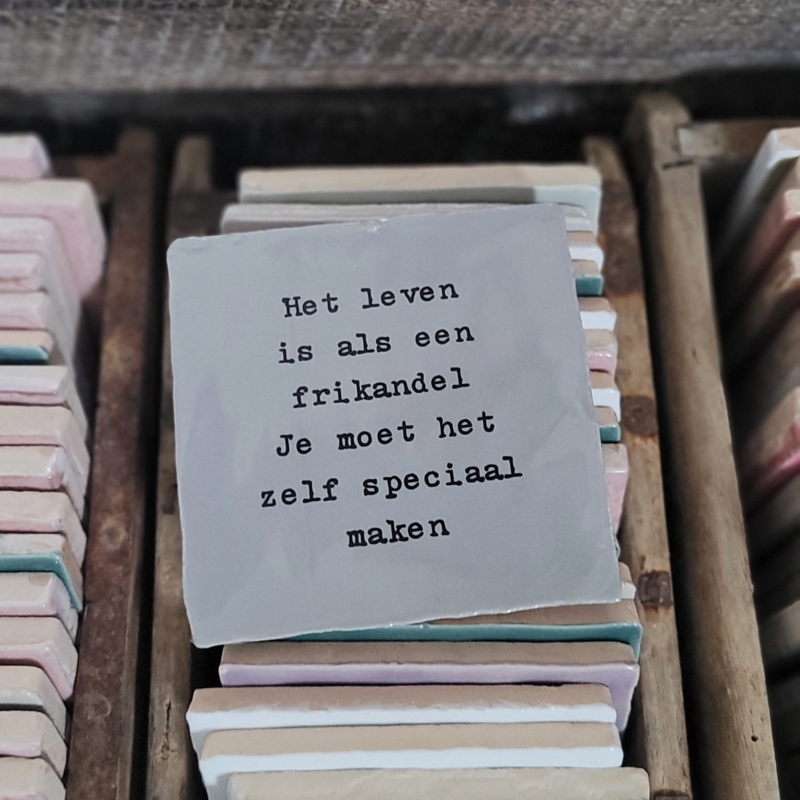 Het leven
is als een
frikandel
Je moet het
zelf speciaal
maken